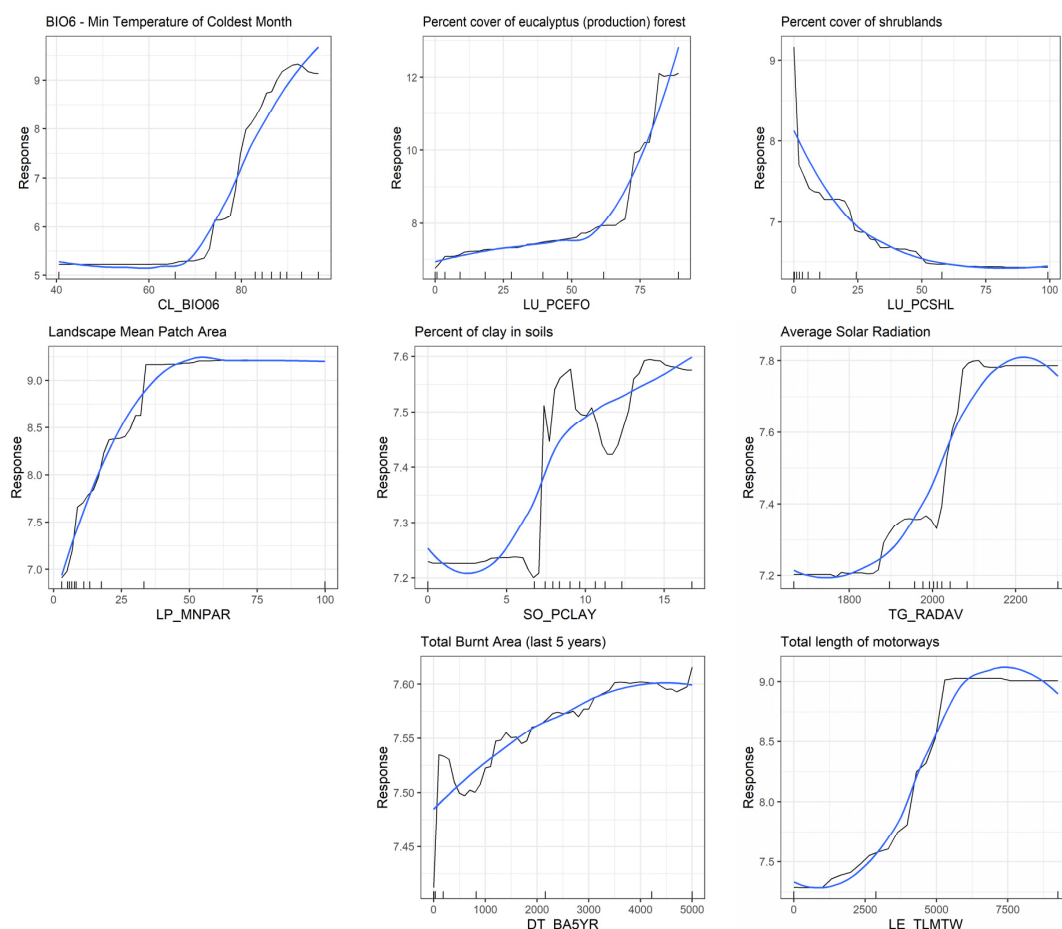 BIO6 - Min Temperature of Coldest Month
Response
9
8
7
6
5
40
60
80
CL_BIO06
Percent cover of eucalyptus (production) forest
Response
12
10
8
0
25
50
75
LU_PCEFO
Percent cover of shrublands
Response
9
8
7
0
25
50
75
100
LU_PCSHL
Landscape Mean Patch Area
Response
9.0
8.5
8.0
7.5
7.0
0
25
50
75
100
LP_MNPAR
Percent of clay in soils
Response
7.6
7.5
7.4
7.3
7.2
0
5
10
15
SO_PCLAY
Average Solar Radiation
Response
7.8
7.6
7.4
7.2
1800
2000
2200
TG_RADAV
Total Burnt Area (last 5 years)
Response
7.60
7.55
7.50
7.45
0
1000
2000
3000
4000
5000
DT_BA5YR
Total length of motorways
Response
9.0
8.5
8.0
7.5
0
2500
5000
7500
LE_TLMTW